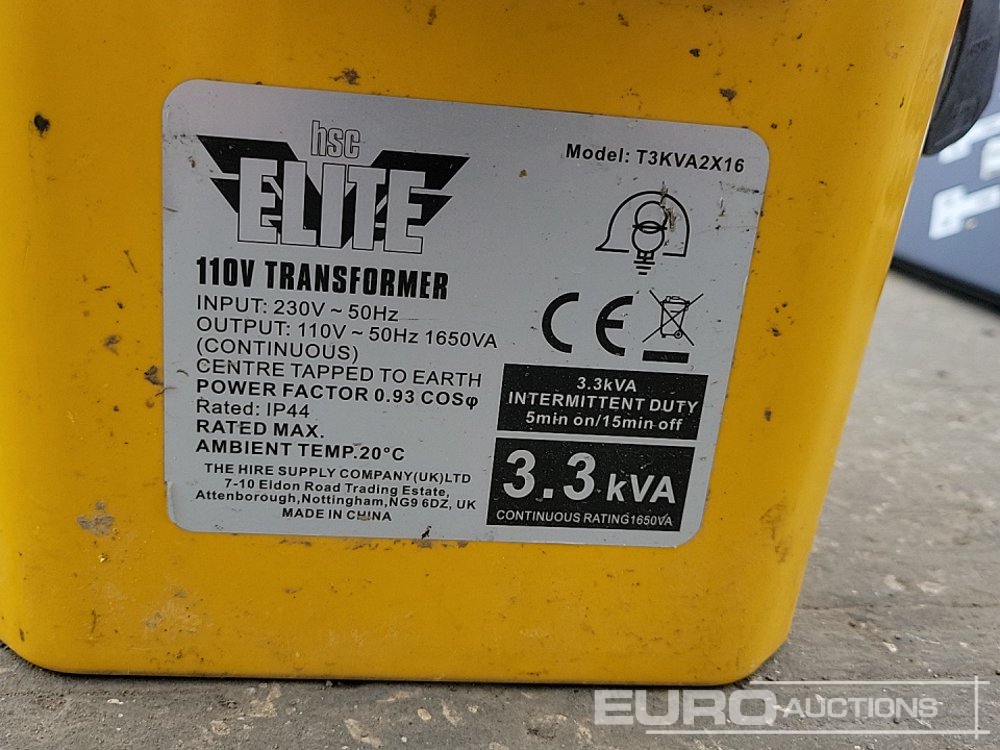 hsc
ELITE
Model: T3KVA2X16
110V TRANSFORMER
INPUT: 230V ~ 50Hz
OUTPUT: 110V ~ 50Hz 1650VA
(CONTINUOUS)
CENTRE TAPPED TO EARTH
POWER FACTOR 0.93 COSφ
Rated: IP44
RATED MAX.
AMBIENT TEMP.20°C
THE HIRE SUPPLY COMPANY(UK)LTD
7-10 Eldon Road Trading Estate,
Attenborough,Nottingham,NG9 6DZ, UK
MADE IN CHINA
CE
3.3kVA
INTERMITTENT DUTY
5min on/15min off
3.3 kVA
CONTINUOUS RATING1650VA
EURO AUCTIONS
www.euroauctions.com